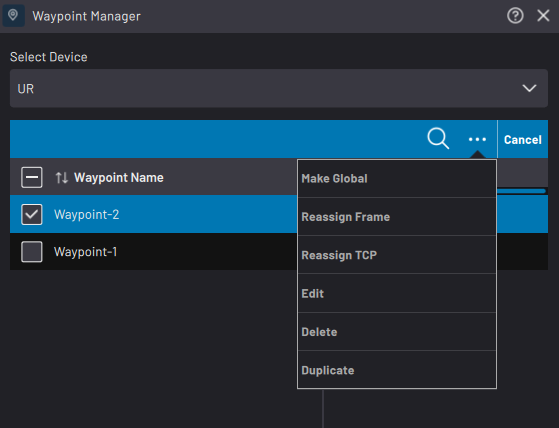 Waypoint Manager
Select Device
UR
Cancel
Waypoint Name
Waypoint-2
Waypoint-1
Make Global
Reassign Frame
Reassign TCP
Edit
Delete
Duplicate